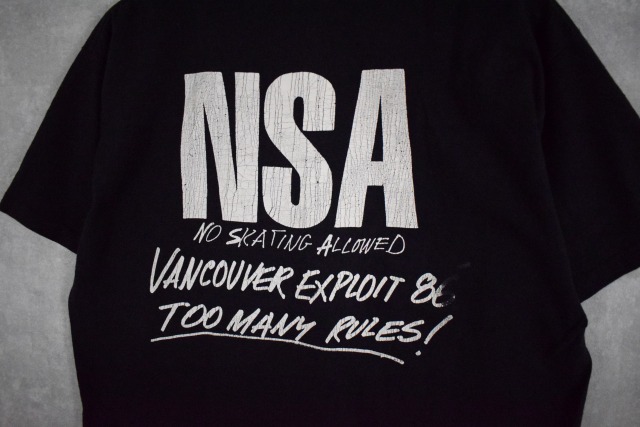 NSA
NO SKATING ALLOWED
VANCOUVER EXPLOIT 86
TOO MANY RULES!